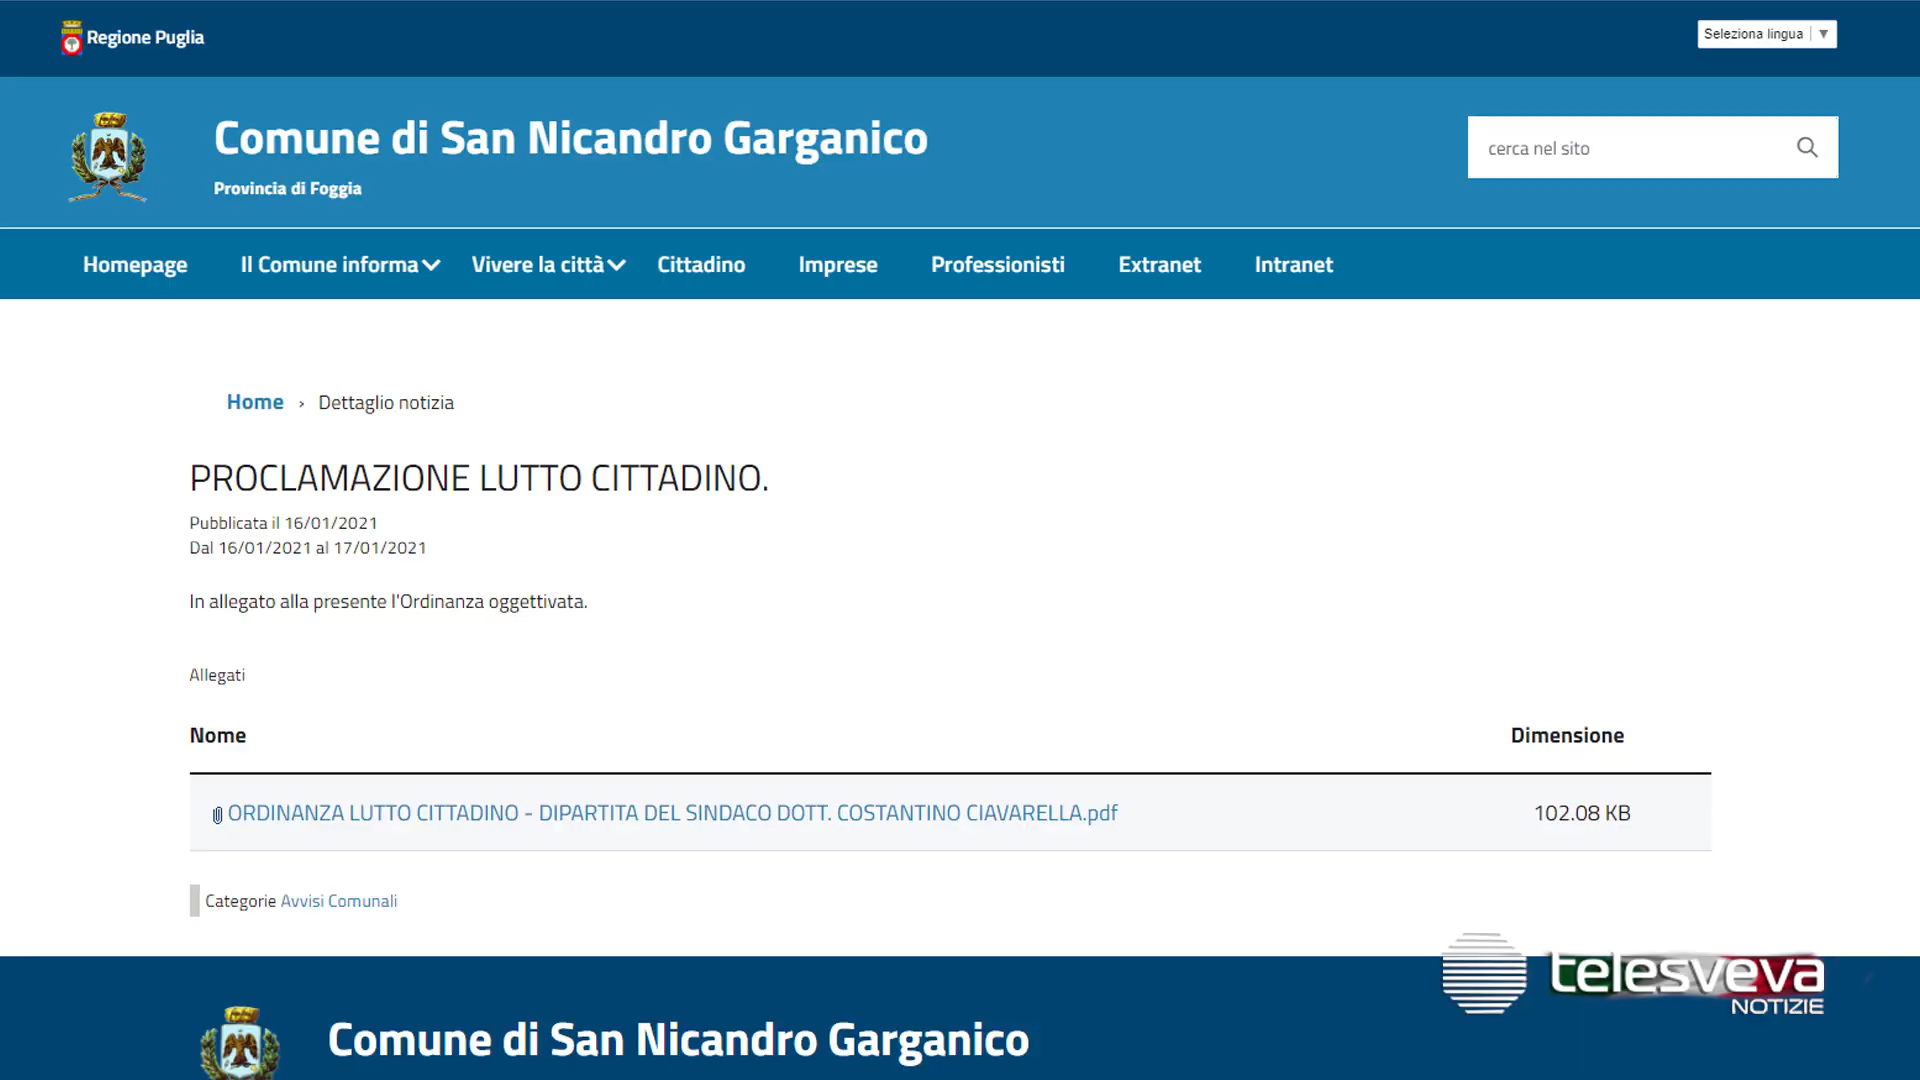 Regione Puglia
Seleziona lingua ▼
Comune di San Nicandro Garganico
Provincia di Foggia
cerca nel sito
Homepage Il Comune informa Vivere la città Cittadino Imprese Professionisti Extranet Intranet
Home › Dettaglio notizia
PROCLAMAZIONE LUTTO CITTADINO.
Pubblicata il 16/01/2021
Dal 16/01/2021 al 17/01/2021
In allegato alla presente l'Ordinanza oggettivata.
Allegati
Nome Dimensione
ORDINANZA LUTTO CITTADINO - DIPARTITA DEL SINDACO DOTT. COSTANTINO CIAVARELLA.pdf 102.08 KB
Categorie Avvisi Comunali
telesveva
NOTIZIE
Comune di San Nicandro Garganico